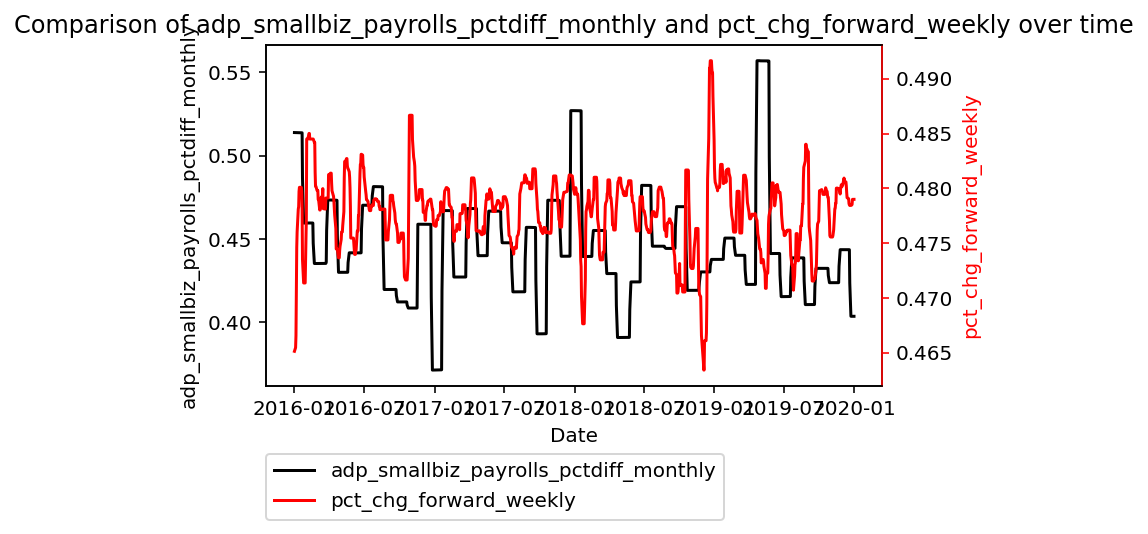 Comparison of adp_smallbiz_payrolls_pctdiff_monthly and pct_chg_forward_weekly over time
adp_smallbiz_payrolls_pctdiff_monthly
0.55
0.50
0.45
0.40
0.490
0.485
0.480
0.475
0.470
0.465
pct_chg_forward_weekly
2016-01 2016-07 2017-01 2017-07 2018-01 2018-07 2019-01 2019-07 2020-01
Date
adp_smallbiz_payrolls_pctdiff_monthly
pct_chg_forward_weekly